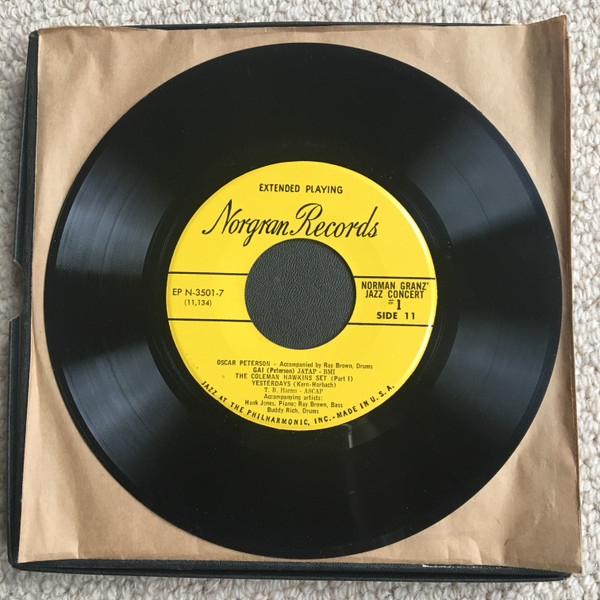 EXTENDED PLAYING
Norgran Records
EP N-3501-7
(11,134)
NORMAN GRANZ'
JAZZ CONCERT
#1
SIDE 11
OSCAR PETERSON - Accompanied by Ray Brown, Drums
GAI (Peterson) JATAP - BMI
THE COLEMAN HAWKINS SET (Part I)
YESTERDAYS (Kern-Harbach)
T. B. Harms - ASCAP
Accompanying artists:
Hank Jones, Piano; Ray Brown, Bass
Buddy Rich, Drums
JAZZ AT THE PHILHARMONIC, INC.-MADE IN U.S.A.